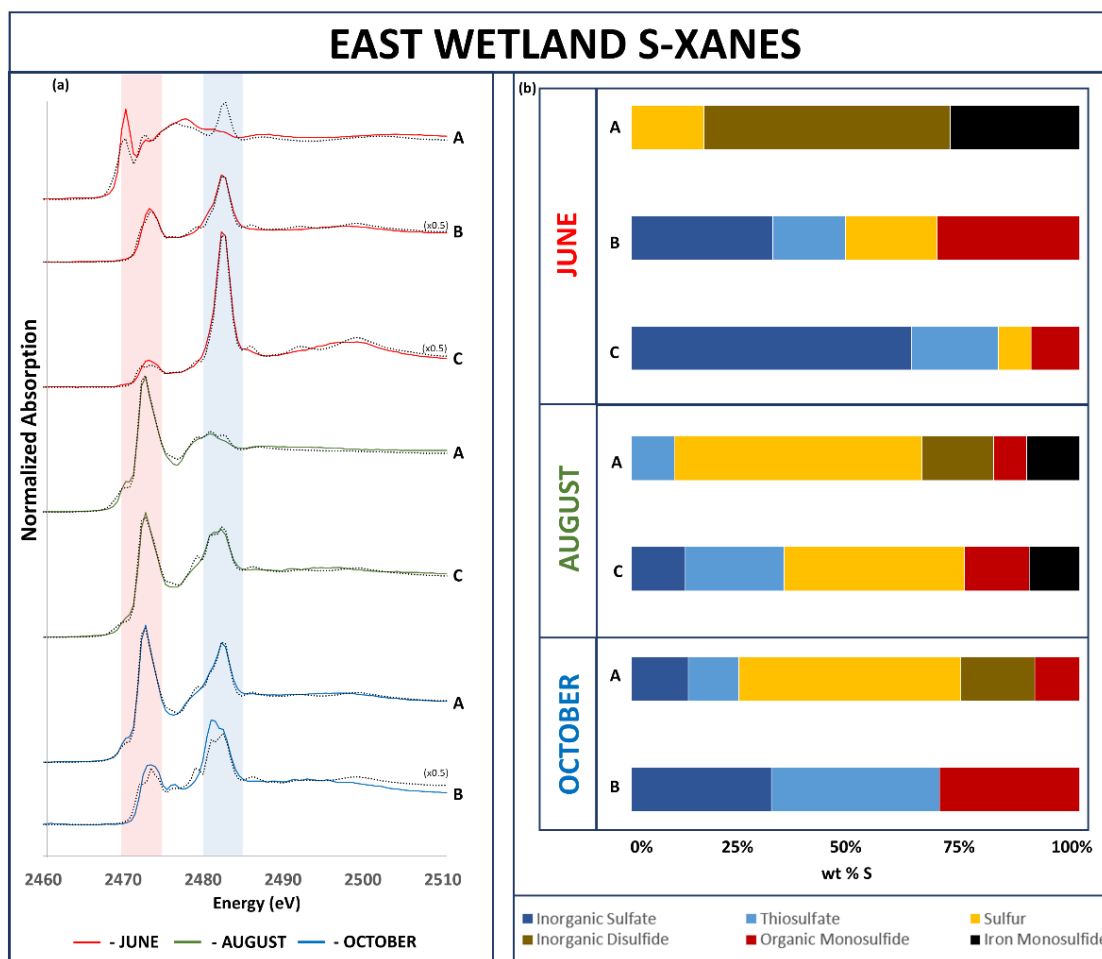 EAST WETLAND S-XANES
(a)
A
B
(x0.5)
C
(x0.5)
A
C
A
B
(x0.5)
Normalized Absorption
2460 2470 2480 2490 2500 2510
Energy (eV)
- JUNE - AUGUST - OCTOBER
(b)
JUNE
A
B
C
AUGUST
A
C
OCTOBER
A
B
0% 25% 50% 75% 100%
wt % S
Inorganic Sulfate Thiosulfate Sulfur
Inorganic Disulfide Organic Monosulfide Iron Monosulfide